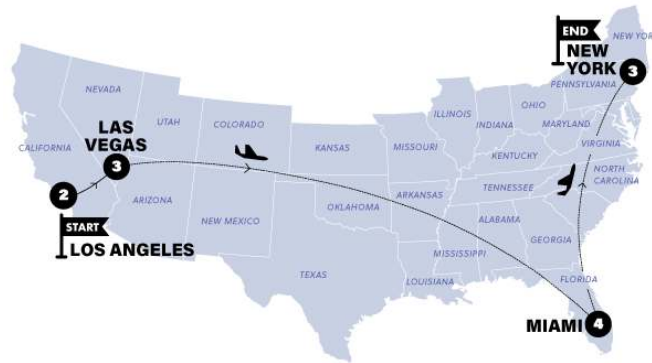 END
NEW YORK
NEW
YORK
3
PENNSYLVANIA
NEVADA
UTAH
COLORADO
ILLINOIS
OHIO
INDIANA
MARYLAND
LAS
VEGAS
3
CALIFORNIA
KANSAS
MISSOURI
VIRGINIA
KENTUCKY
2
START
LOS ANGELES
ARIZONA
NEW MEXICO
OKLAHOMA
ARKANSAS
TENNESSEE
NORTH
CAROLINA
ALABAMA
GEORGIA
MISSISSIPPI
TEXAS
LOUISIANA
FLORIDA
MIAMI
4